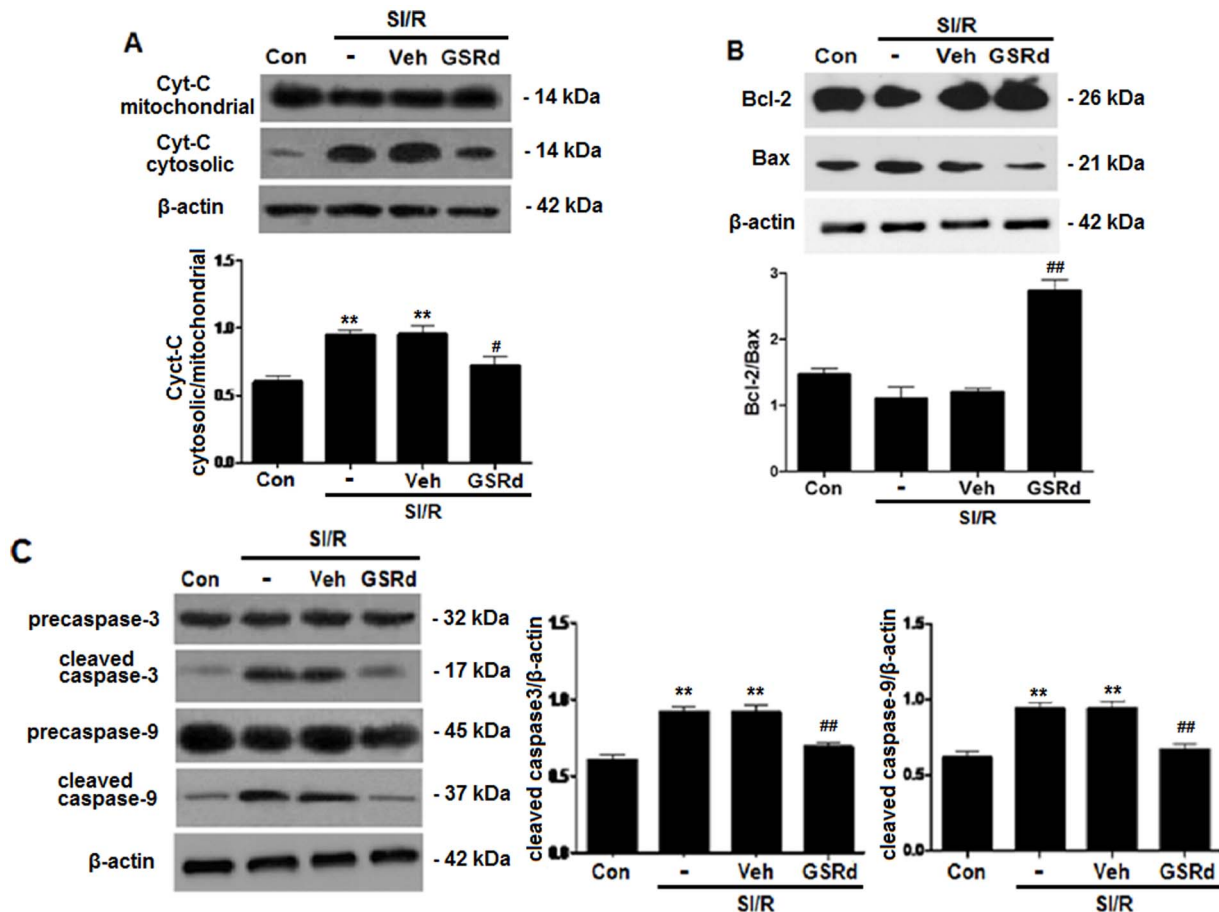 A
SI/R
Con - Veh GSRd
Cyt-C
mitochondrial
- 14 kDa
Cyt-C
cytosolic
- 14 kDa
β-actin
- 42 kDa
Cyct-C
cytosolic/mitochondrial
1.5
1.0
0.5
0.0
** ** #
Con - Veh GSRd
SI/R
B
SI/R
Con - Veh GSRd
Bcl-2
- 26 kDa
Bax
- 21 kDa
β-actin
- 42 kDa
Bcl-2/Bax
3
2
1
0
##
Con - Veh GSRd
SI/R
C
SI/R
Con - Veh GSRd
precaspase-3
- 32 kDa
cleaved
caspase-3
- 17 kDa
precaspase-9
- 45 kDa
cleaved
caspase-9
- 37 kDa
β-actin
- 42 kDa
cleaved caspase3/β-actin
1.5
1.0
0.5
0.0
** ** ##
Con - Veh GSRd
SI/R
cleaved caspase-9/β-actin
1.5
1.0
0.5
0.0
** ** ##
Con - Veh GSRd
SI/R